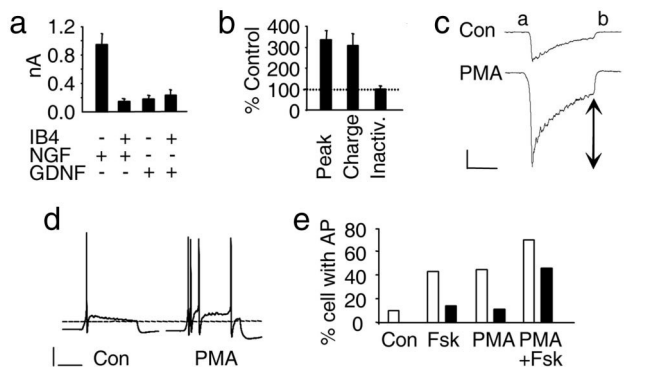 a
nA
1.2
0.8
0.4
0.0
IB4 - + - +
NGF + + - -
GDNF - - + +
b
% Control
400
300
200
100
0
Peak
Charge
Inactiv.
c
a b
Con
PMA
d
Con PMA
e
% cell with AP
80
60
40
20
0
Con Fsk PMA PMA
+Fsk